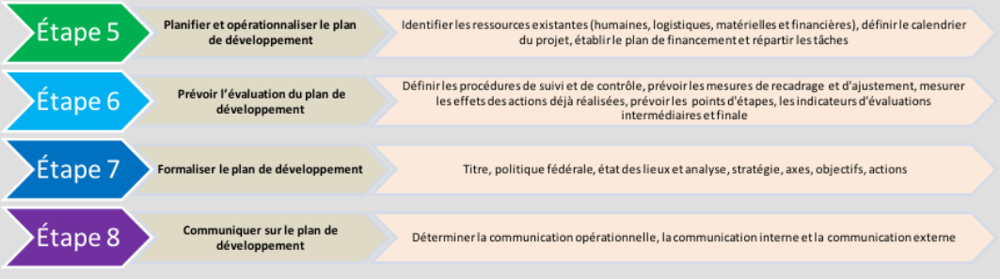 Étape 5
Planifier et opérationnaliser le plan
de développement
Identifier les ressources existantes (humaines, logistiques, matérielles et financières), définir le calendrier
du projet, établir le plan de financement et répartir les tâches
Étape 6
Prévoir l'évaluation du plan de
développement
Définir les procédures de suivi et de contrôle, prévoir les mesures de recadrage et d'ajustement, mesurer
les effets des actions déjà réalisées, prévoir les points d'étapes, les indicateurs d'évaluations
intermédiaires et finale
Étape 7
Formaliser le plan de développement
Titre, politique fédérale, état des lieux et analyse, stratégie, axes, objectifs, actions
Étape 8
Communiquer sur le plan de
développement
Déterminer la communication opérationnelle, la communication interne et la communication externe